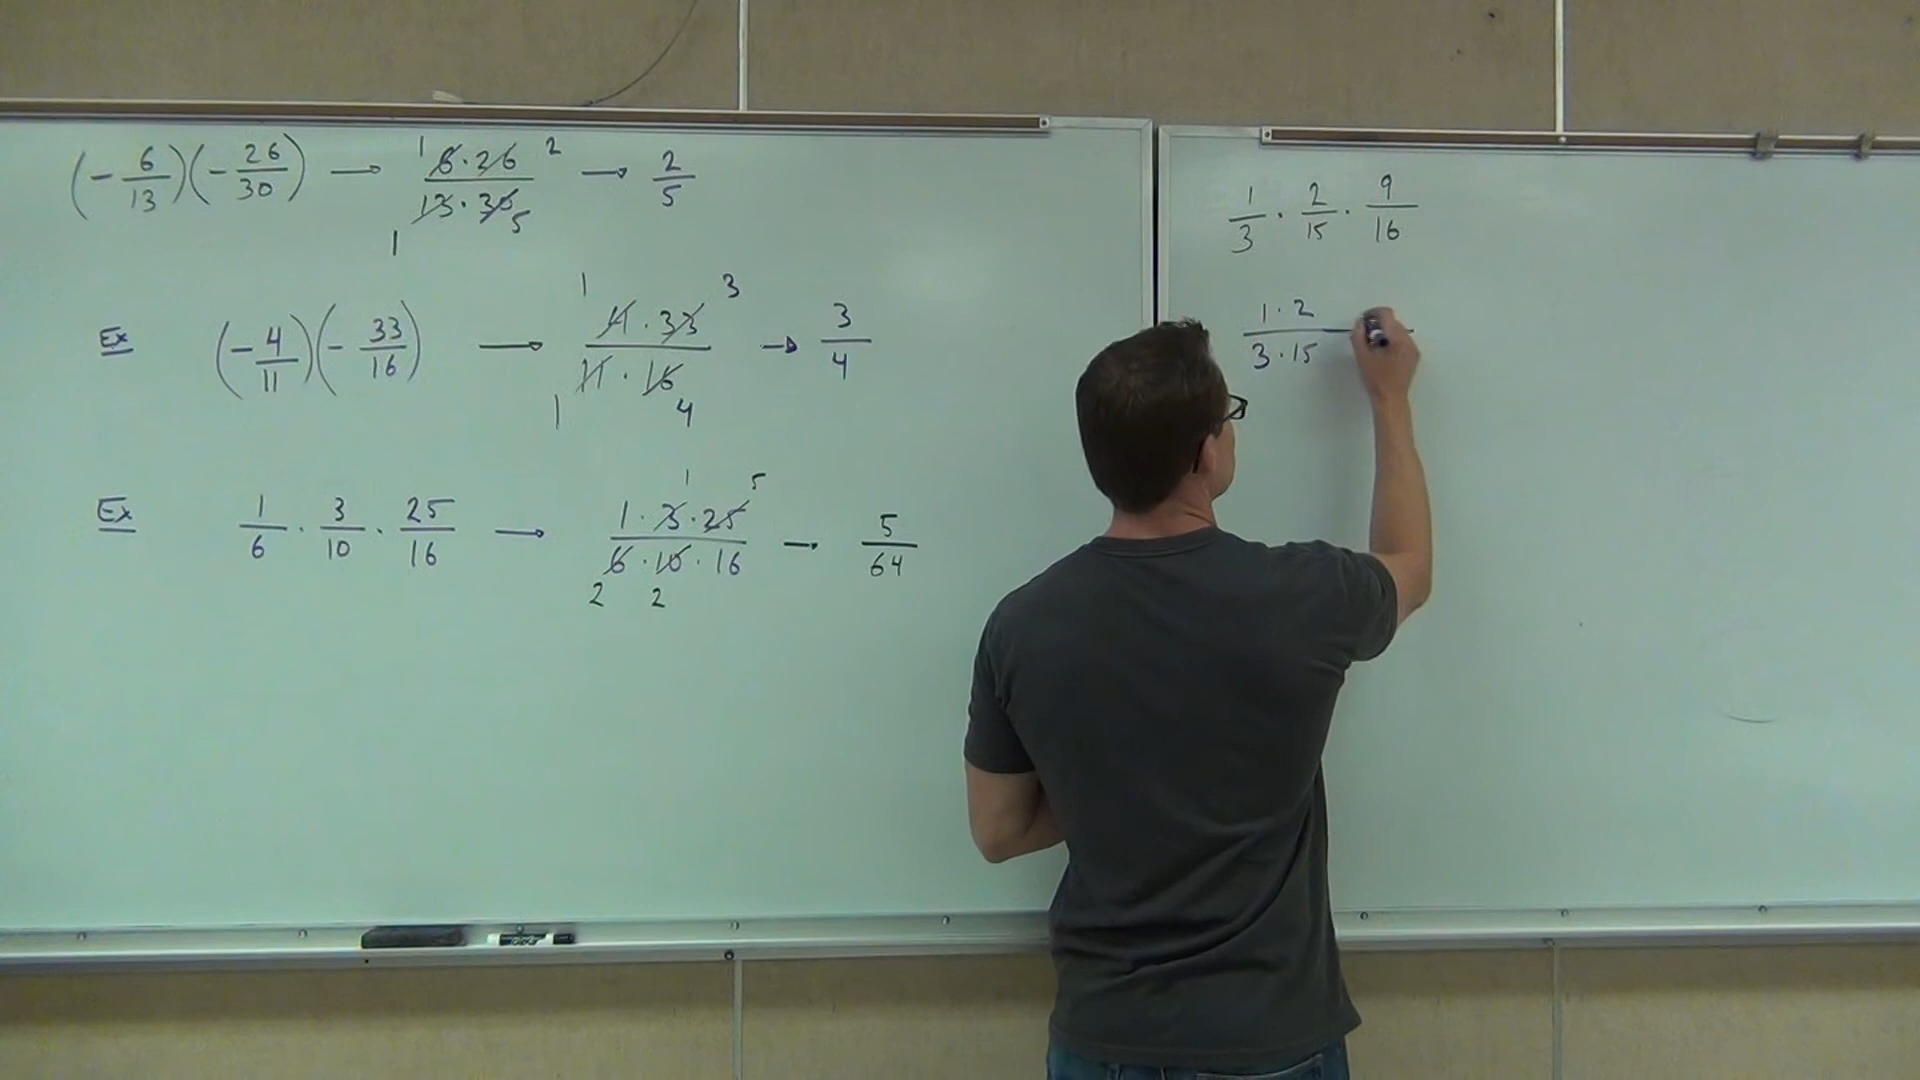 (-6/13)(-26/30) → 6·26/13·30 → 2/5
1 2
1 5
Ex (-4/11)(-33/16) → 4·33/11·16 → 3/4
1 3
1 4
Ex 1/6 · 3/10 · 25/16 → 1·3·25/6·10·16 → 5/64
1 5
2 2
1/3 · 2/15 · 9/16
1·2/3·15